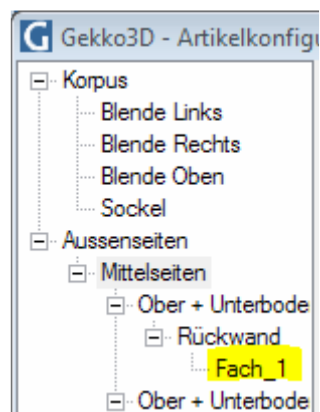 Gekko3D - Artikelkonfigu
Korpus
Blende Links
Blende Rechts
Blende Oben
Sockel
Aussenseiten
Mittelseiten
Ober + Unterbode
Rückwand
Fach_1
Ober + Unterbode